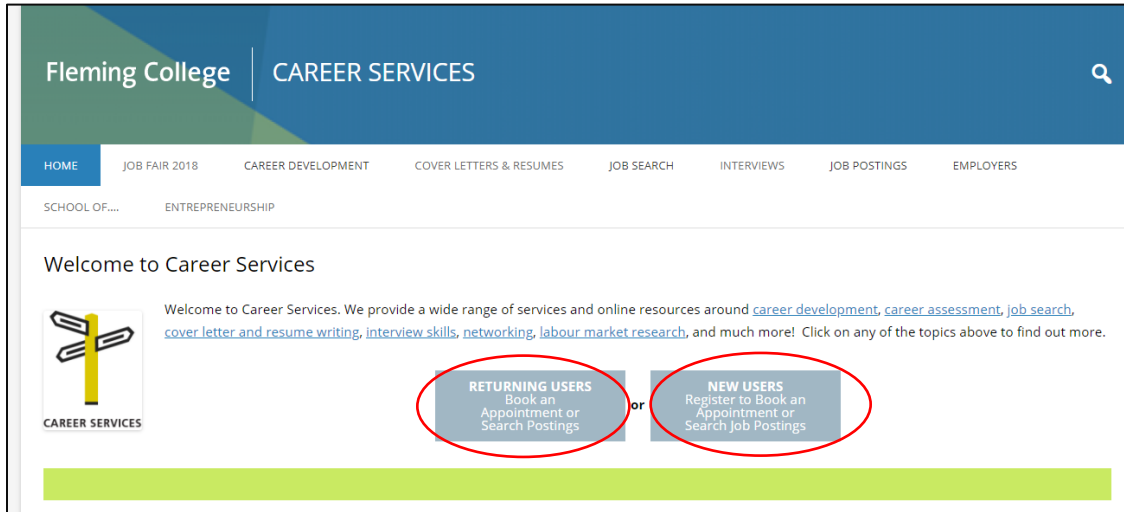 Fleming College CAREER SERVICES
HOME JOB FAIR 2018 CAREER DEVELOPMENT COVER LETTERS & RESUMES JOB SEARCH INTERVIEWS JOB POSTINGS EMPLOYERS
SCHOOL OF.... ENTREPRENEURSHIP
Welcome to Career Services
Welcome to Career Services. We provide a wide range of services and online resources around career development, career assessment, job search,
cover letter and resume writing, interview skills, networking, labour market research, and much more! Click on any of the topics above to find out more.
CAREER SERVICES
RETURNING USERS
Book an
Appointment or
Search Postings
or
NEW USERS
Register to Book an
Appointment or
Search Job Postings